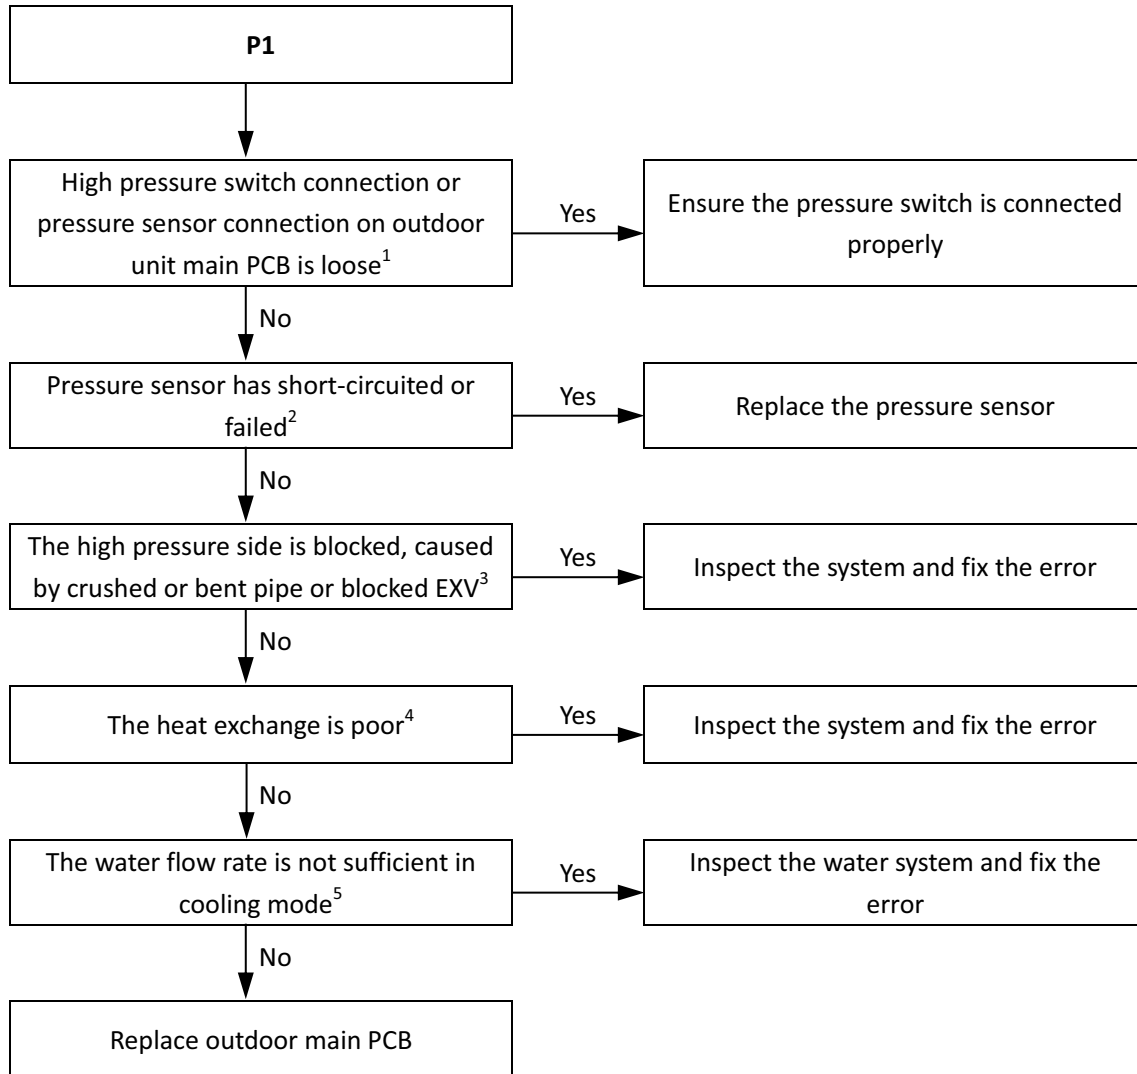 P1
High pressure switch connection or
pressure sensor connection on outdoor
unit main PCB is loose1
Yes
Ensure the pressure switch is connected
properly
No
Pressure sensor has short-circuited or
failed2
Yes
Replace the pressure sensor
No
The high pressure side is blocked, caused
by crushed or bent pipe or blocked EXV3
Yes
Inspect the system and fix the error
No
The heat exchange is poor4
Yes
Inspect the system and fix the error
No
The water flow rate is not sufficient in
cooling mode5
Yes
Inspect the water system and fix the
error
No
Replace outdoor main PCB